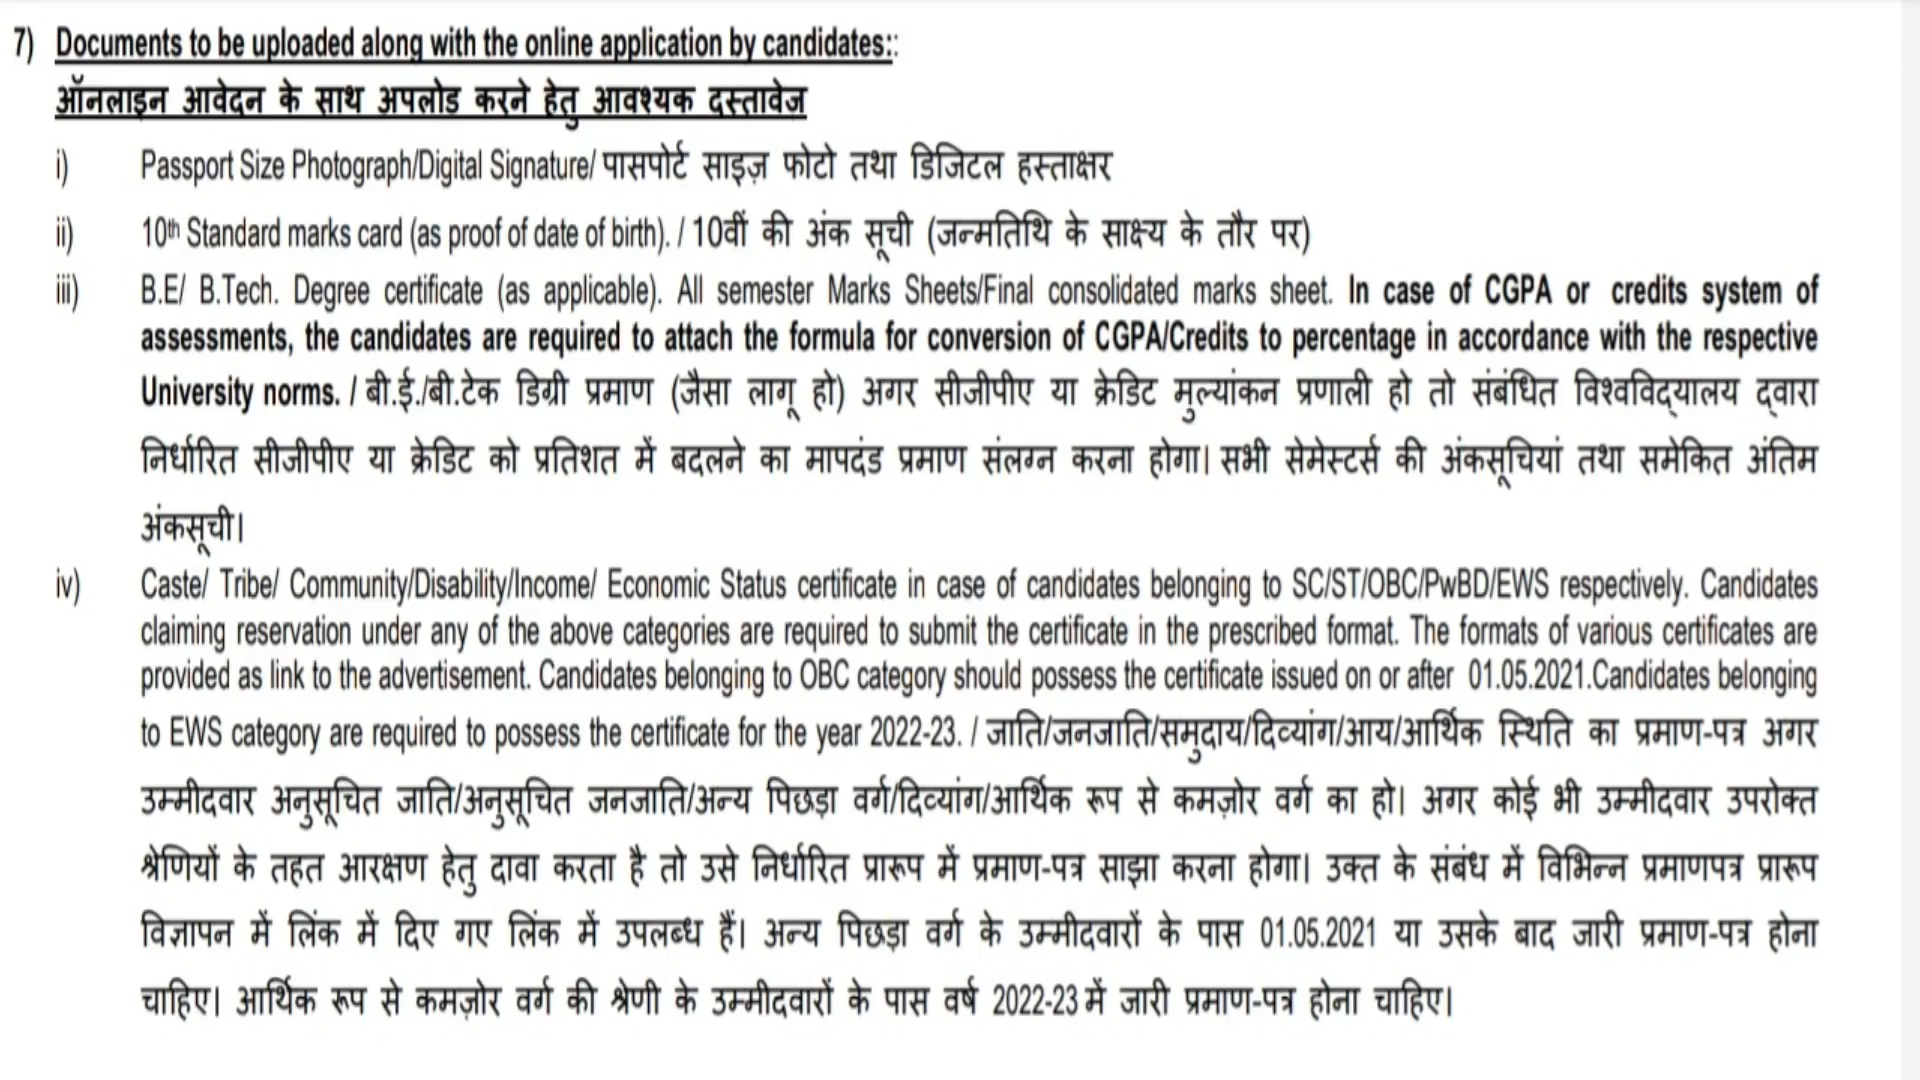 7) Documents to be uploaded along with the online application by candidates::
ऑनलाइन आवेदन के साथ अपलोड करने हेतु आवश्यक दस्तावेज
i) Passport Size Photograph/Digital Signature/ पासपोर्ट साइज़ फोटो तथा डिजिटल हस्ताक्षर
ii) 10th Standard marks card (as proof of date of birth). / 10वीं की अंक सूची (जन्मतिथि के साक्ष्य के तौर पर)
iii) B.E/ B.Tech. Degree certificate (as applicable). All semester Marks Sheets/Final consolidated marks sheet. In case of CGPA or credits system of
assessments, the candidates are required to attach the formula for conversion of CGPA/Credits to percentage in accordance with the respective
University norms. / बी.ई./बी.टेक डिग्री प्रमाण (जैसा लागू हो) अगर सीजीपीए या क्रेडिट मुल्यांकन प्रणाली हो तो संबंधित विश्वविद्यालय द्वारा
निर्धारित सीजीपीए या क्रेडिट को प्रतिशत में बदलने का मापदंड प्रमाण संलग्न करना होगा। सभी सेमेस्टर्स की अंकसूचियां तथा समेकित अंतिम
अंकसूची।
iv) Caste/ Tribe/ Community/Disability/Income/ Economic Status certificate in case of candidates belonging to SC/ST/OBC/PwBD/EWS respectively. Candidates
claiming reservation under any of the above categories are required to submit the certificate in the prescribed format. The formats of various certificates are
provided as link to the advertisement. Candidates belonging to OBC category should possess the certificate issued on or after 01.05.2021.Candidates belonging
to EWS category are required to possess the certificate for the year 2022-23. / जाति/जनजाति/समुदाय/दिव्यांग/आय/आर्थिक स्थिति का प्रमाण-पत्र अगर
उम्मीदवार अनुसूचित जाति/अनुसूचित जनजाति/अन्य पिछड़ा वर्ग/दिव्यांग/आर्थिक रूप से कमज़ोर वर्ग का हो। अगर कोई भी उम्मीदवार उपरोक्त
श्रेणियों के तहत आरक्षण हेतु दावा करता है तो उसे निर्धारित प्रारूप में प्रमाण-पत्र साझा करना होगा। उक्त के संबंध में विभिन्न प्रमाणपत्र प्रारूप
विज्ञापन में लिंक में दिए गए लिंक में उपलब्ध हैं। अन्य पिछड़ा वर्ग के उम्मीदवारों के पास 01.05.2021 या उसके बाद जारी प्रमाण-पत्र होना
चाहिए। आर्थिक रूप से कमज़ोर वर्ग की श्रेणी के उम्मीदवारों के पास वर्ष 2022-23 में जारी प्रमाण-पत्र होना चाहिए।